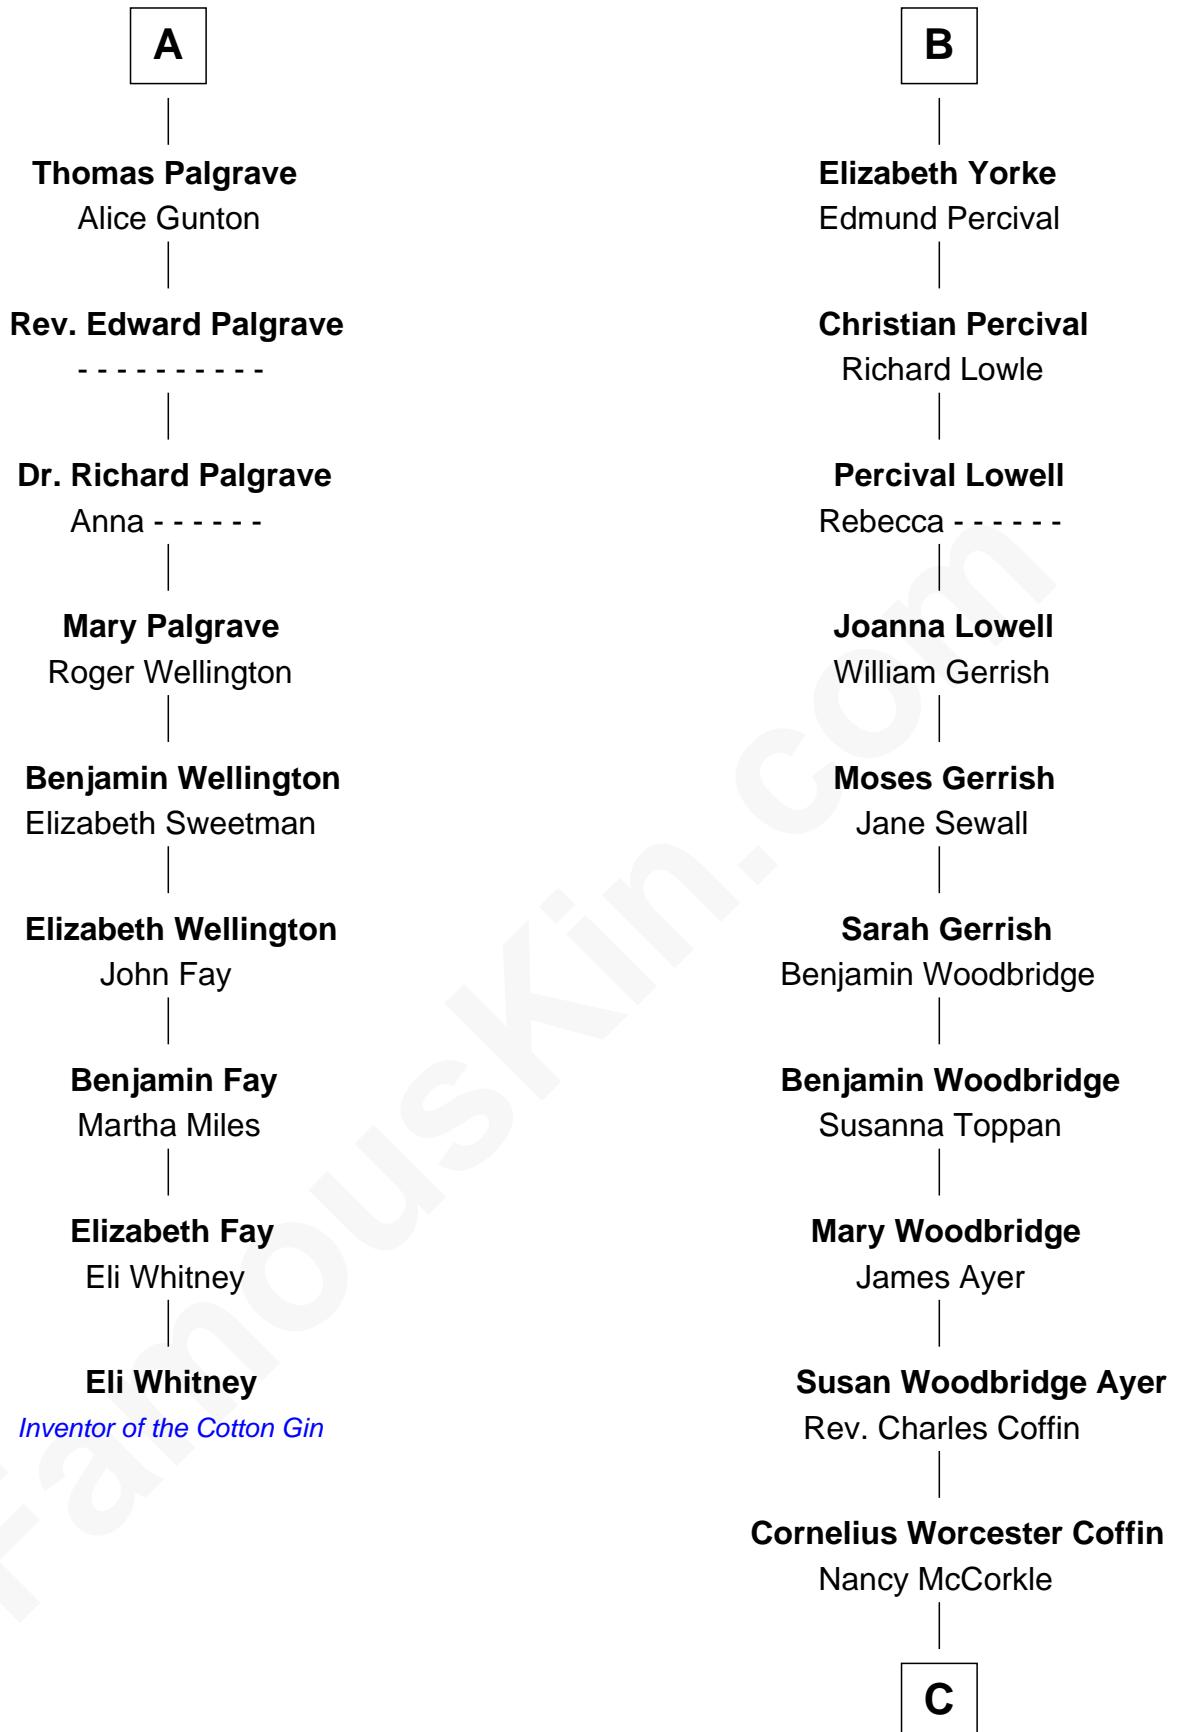 A
Thomas Palgrave
Alice Gunton
Rev. Edward Palgrave
- - - - - - - - - -
Dr. Richard Palgrave
Anna - - - - - -
Mary Palgrave
Roger Wellington
Benjamin Wellington
Elizabeth Sweetman
Elizabeth Wellington
John Fay
Benjamin Fay
Martha Miles
Elizabeth Fay
Eli Whitney
Eli Whitney
Inventor of the Cotton Gin
B
Elizabeth Yorke
Edmund Percival
Christian Percival
Richard Lowle
Percival Lowell
Rebecca - - - - - -
Joanna Lowell
William Gerrish
Moses Gerrish
Jane Sewall
Sarah Gerrish
Benjamin Woodbridge
Benjamin Woodbridge
Susanna Toppan
Mary Woodbridge
James Ayer
Susan Woodbridge Ayer
Rev. Charles Coffin
Cornelius Worcester Coffin
Nancy McCorkle
C
FamousKin.com